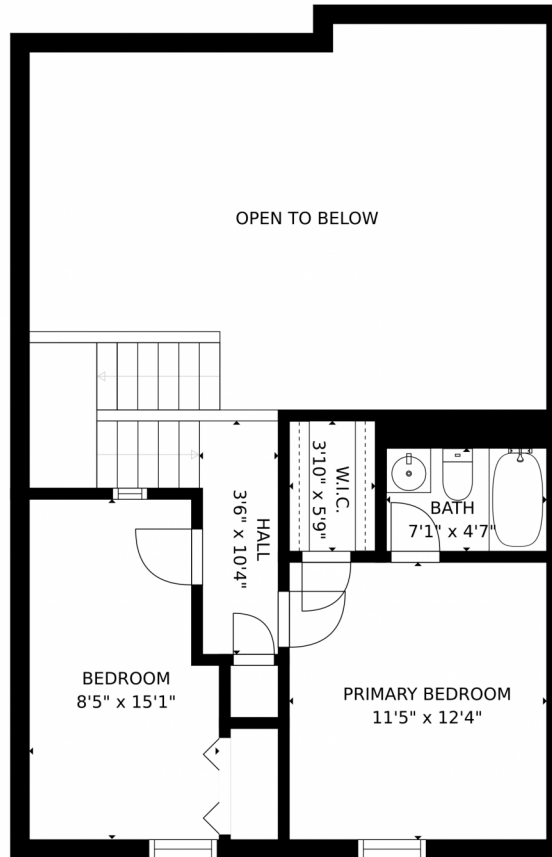 OPEN TO BELOW
W.I.C.
3'10" x 5'9"
HALL
3'6" x 10'4"
BATH
7'1" x 4'7"
BEDROOM
8'5" x 15'1"
PRIMARY BEDROOM
11'5" x 12'4"